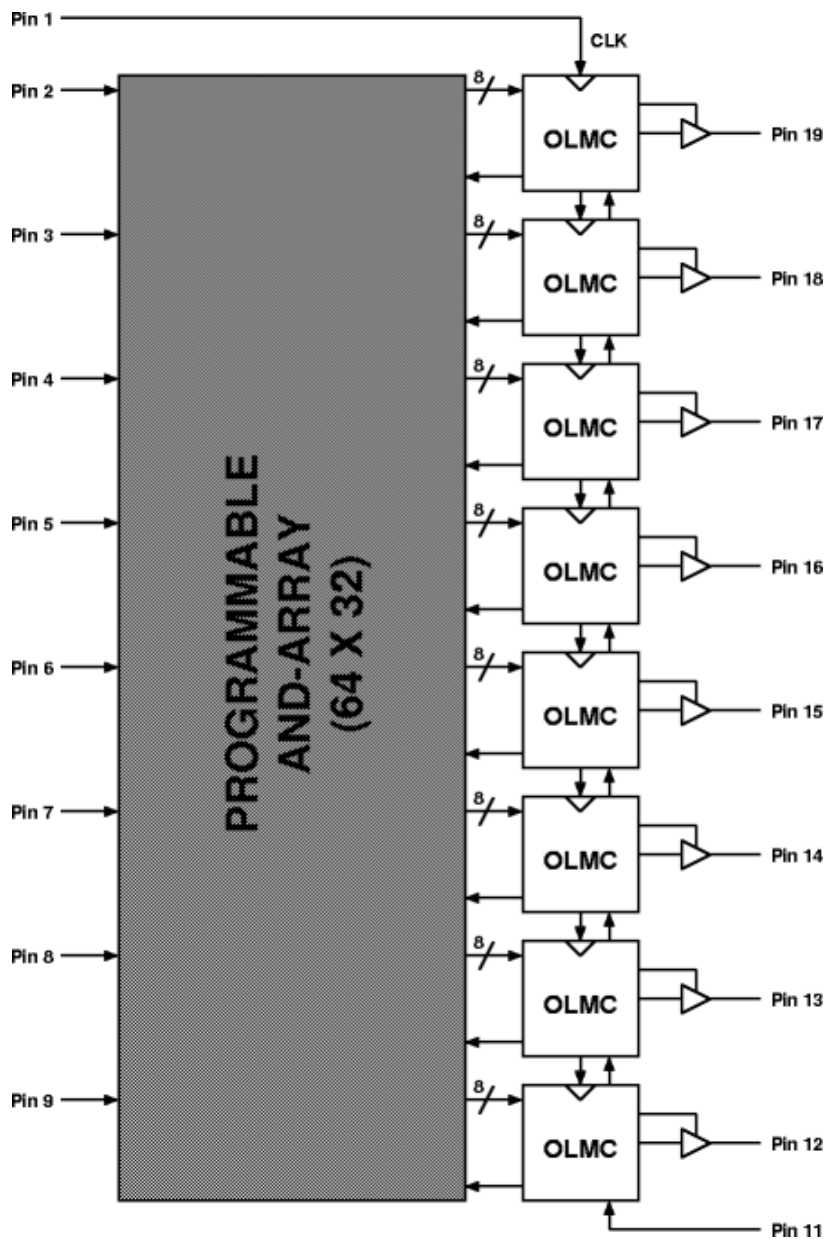 Pin 1
CLK
Pin 2
8
OLMC
Pin 19
Pin 3
8
OLMC
Pin 18
Pin 4
8
OLMC
Pin 17
Pin 5
8
OLMC
Pin 16
Pin 6
8
OLMC
Pin 15
Pin 7
8
OLMC
Pin 14
Pin 8
8
OLMC
Pin 13
Pin 9
8
OLMC
Pin 12
Pin 11
PROGRAMMABLE
AND-ARRAY
(64 X 32)